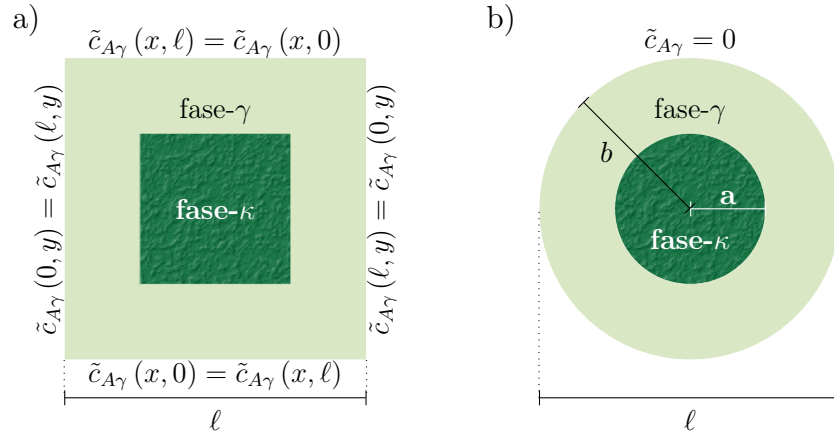 a)
c̃_{Aγ}(x, ℓ) = c̃_{Aγ}(x, 0)
c̃_{Aγ}(0, y) = c̃_{Aγ}(ℓ, y)
fase-γ
fase-κ
c̃_{Aγ}(ℓ, y) = c̃_{Aγ}(0, y)
c̃_{Aγ}(x, 0) = c̃_{Aγ}(x, ℓ)
ℓ
b)
c̃_{Aγ} = 0
fase-γ
b
a
fase-κ
ℓ